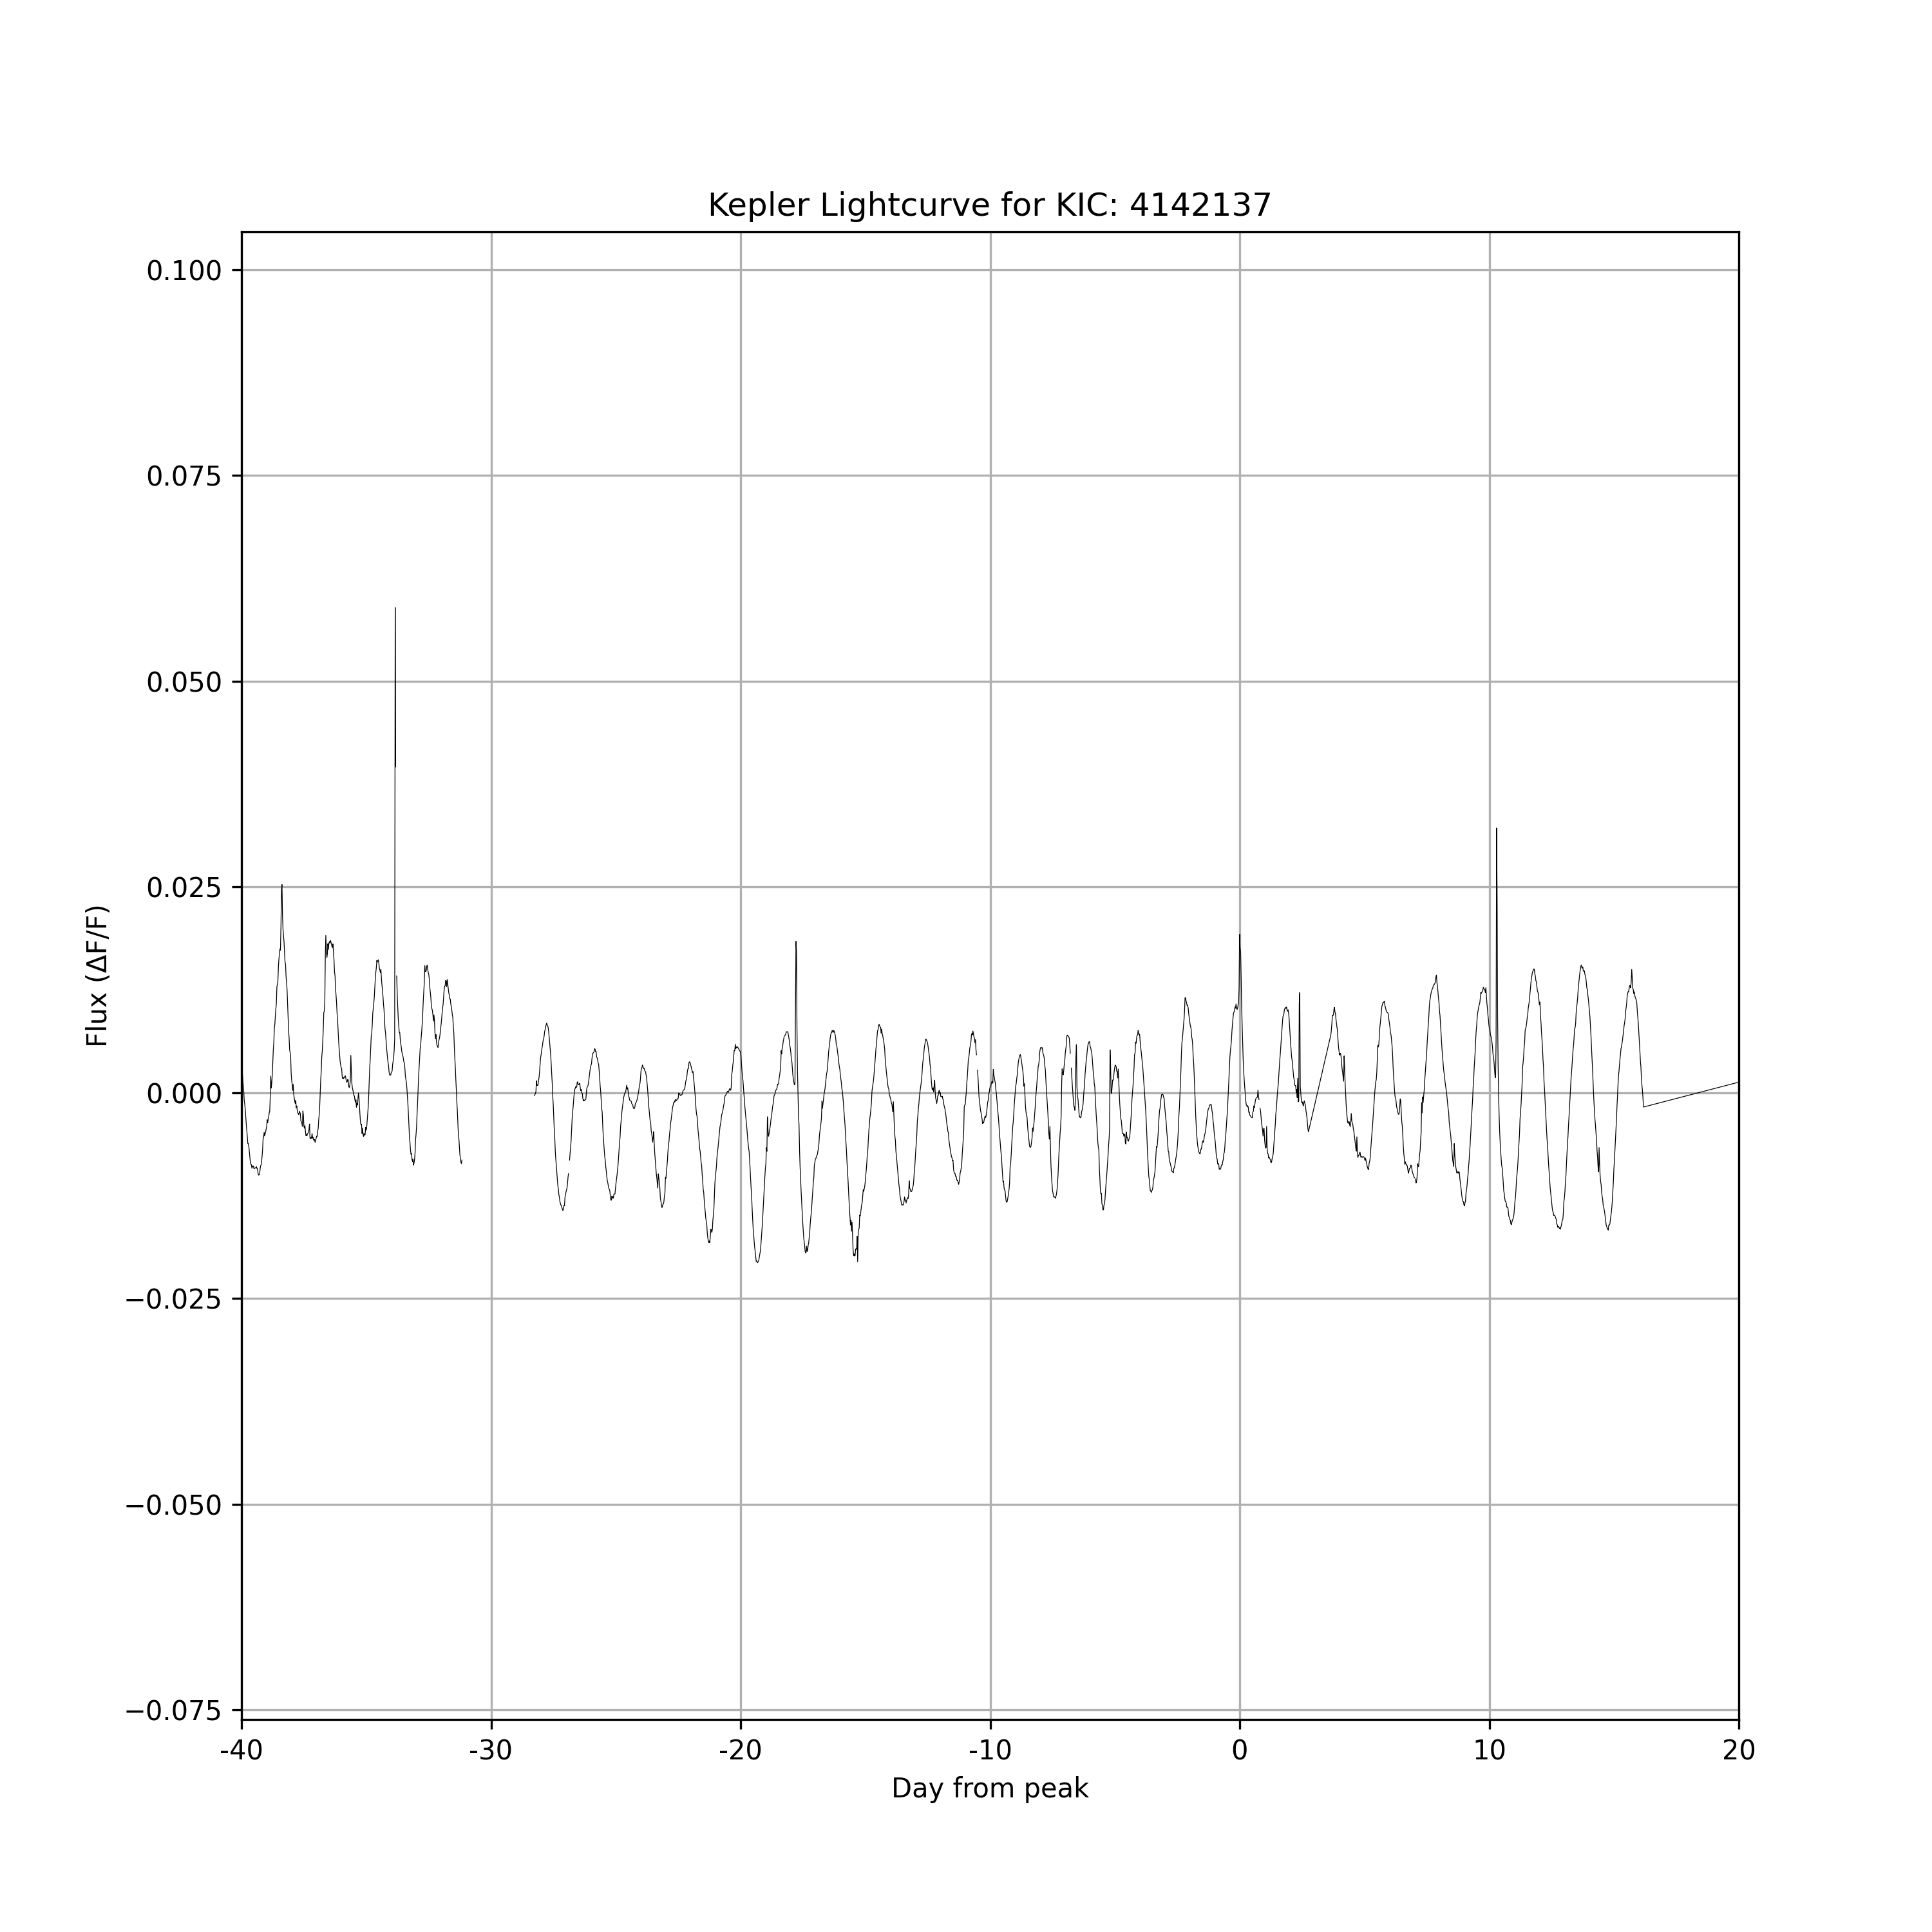 Kepler Lightcurve for KIC: 4142137
Flux (ΔF/F)
0.100
0.075
0.050
0.025
0.000
−0.025
−0.050
−0.075
-40 -30 -20 -10 0 10 20
Day from peak